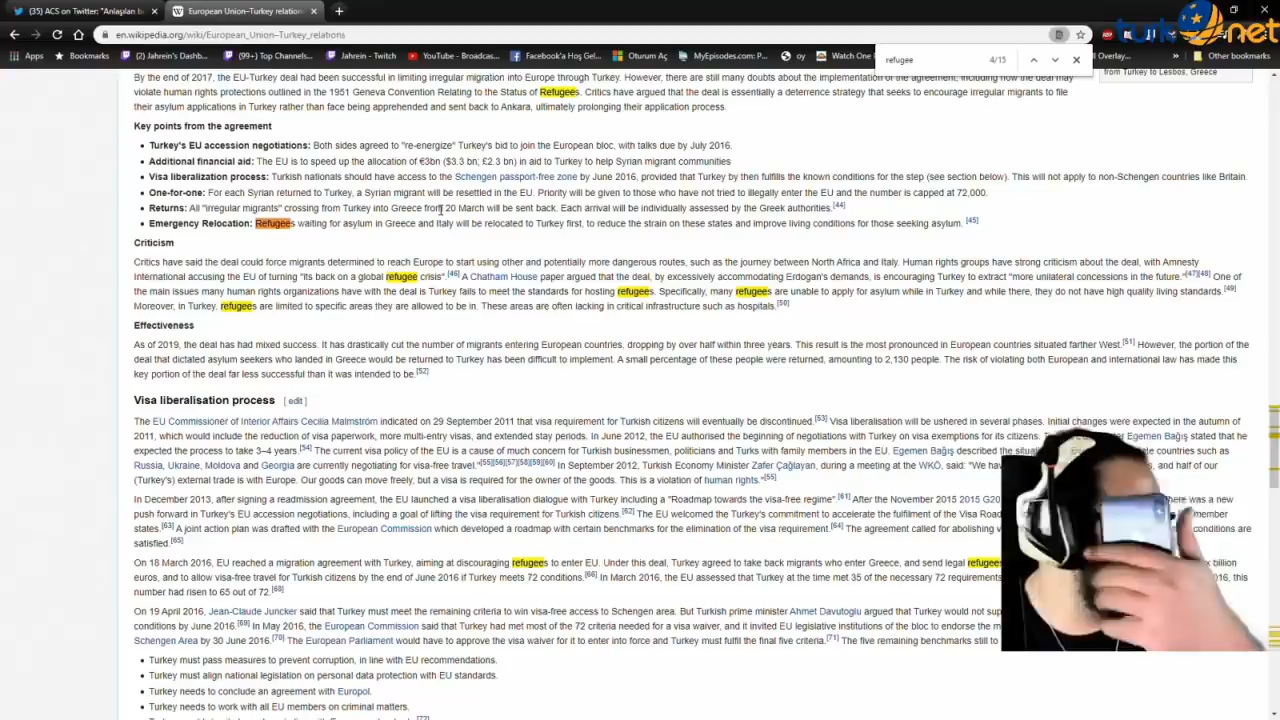 (35) ACS on Twitter: "Anlaşılan b
European Union–Turkey relation
en.wikipedia.org/wiki/European_Union–Turkey_relations
turk net
Apps
Bookmarks
(2) Jahrein's Dashb...
(99+) Top Channels...
Jahrein - Twitch
YouTube - Broadcas...
Facebook'a Hoş Gel...
Oturum Aç
MyEpisodes.com:...
oy
Watch One
Overlay...
Other bookmarks
refugee
4/15
from Turkey to Lesbos, Greece
By the end of 2017, the EU-Turkey deal had been successful in limiting irregular migration into Europe through Turkey. However, there are still many doubts about the implementation of the agreement, including how the deal may
violate human rights protections outlined in the 1951 Geneva Convention Relating to the Status of Refugees. Critics have argued that the deal is essentially a deterrence strategy that seeks to encourage irregular migrants to file
their asylum applications in Turkey rather than face being apprehended and sent back to Ankara, ultimately prolonging their application process.
Key points from the agreement
• Turkey's EU accession negotiations: Both sides agreed to "re-energize" Turkey's bid to join the European bloc, with talks due by July 2016.
• Additional financial aid: The EU is to speed up the allocation of €3bn ($3.3 bn; £2.3 bn) in aid to Turkey to help Syrian migrant communities
• Visa liberalization process: Turkish nationals should have access to the Schengen passport-free zone by June 2016, provided that Turkey by then fulfills the known conditions for the step (see section below). This will not apply to non-Schengen countries like Britain.
• One-for-one: For each Syrian returned to Turkey, a Syrian migrant will be resettled in the EU. Priority will be given to those who have not tried to illegally enter the EU and the number is capped at 72,000.
• Returns: All "irregular migrants" crossing from Turkey into Greece from 20 March will be sent back. Each arrival will be individually assessed by the Greek authorities.[44]
• Emergency Relocation: Refugees waiting for asylum in Greece and Italy will be relocated to Turkey first, to reduce the strain on these states and improve living conditions for those seeking asylum. [45]
Criticism
Critics have said the deal could force migrants determined to reach Europe to start using other and potentially more dangerous routes, such as the journey between North Africa and Italy. Human rights groups have strong criticism about the deal, with Amnesty
International accusing the EU of turning "its back on a global refugee crisis".[46] A Chatham House paper argued that the deal, by excessively accommodating Erdogan's demands, is encouraging Turkey to extract "more unilateral concessions in the future."[47][48] One of
the main issues many human rights organizations have with the deal is Turkey fails to meet the standards for hosting refugees. Specifically, many refugees are unable to apply for asylum while in Turkey and while there, they do not have high quality living standards.[49]
Moreover, in Turkey, refugees are limited to specific areas they are allowed to be in. These areas are often lacking in critical infrastructure such as hospitals.[50]
Effectiveness
As of 2019, the deal has had mixed success. It has drastically cut the number of migrants entering European countries, dropping by over half within three years. This result is the most pronounced in European countries situated farther West.[51] However, the portion of the
deal that dictated asylum seekers who landed in Greece would be returned to Turkey has been difficult to implement. A small percentage of these people were returned, amounting to 2,130 people. The risk of violating both European and international law has made this
key portion of the deal far less successful than it was intended to be.[52]
Visa liberalisation process [ edit ]
The EU Commissioner of Interior Affairs Cecilia Malmström indicated on 29 September 2011 that visa requirement for Turkish citizens will eventually be discontinued.[53] Visa liberalisation will be ushered in several phases. Initial changes were expected in the autumn of
2011, which would include the reduction of visa paperwork, more multi-entry visas, and extended stay periods. In June 2012, the EU authorised the beginning of negotiations with Turkey on visa exemptions for its citizens. Egemen Bağış stated that he
expected the process to take 3–4 years.[54] The current visa policy of the EU is a cause of much concern for Turkish businessmen, politicians and Turks with family members in the EU. Egemen Bağış described the countries such as
Russia, Ukraine, Moldova and Georgia are currently negotiating for visa-free travel."[55][56][57][58][59][60] In September 2012, Turkish Economy Minister Zafer Çağlayan, during a meeting at the WKÖ, said: "We and half of our
(Turkey's) external trade is with Europe. Our goods can move freely, but a visa is required for the owner of the goods. This is a violation of human rights."[55]
In December 2013, after signing a readmission agreement, the EU launched a visa liberalisation dialogue with Turkey including a "Roadmap towards the visa-free regime".[61] After the November 2015 2015 G20 was a new
push forward in Turkey's EU accession negotiations, including a goal of lifting the visa requirement for Turkish citizens.[62] The EU welcomed the Turkey's commitment to accelerate the fulfilment of the Visa member
states.[63] A joint action plan was drafted with the European Commission which developed a roadmap with certain benchmarks for the elimination of the visa requirement.[64] The agreement called for abolishing conditions are
satisfied.[65]
On 18 March 2016, EU reached a migration agreement with Turkey, aiming at discouraging refugees to enter EU. Under this deal, Turkey agreed to take back migrants who enter Greece, and send legal billion
euros, and to allow visa-free travel for Turkish citizens by the end of June 2016 if Turkey meets 72 conditions.[66] In March 2016, the EU assessed that Turkey at the time met 35 of the necessary 72 requirements 2016, this
number had risen to 65 out of 72.[68]
On 19 April 2016, Jean-Claude Juncker said that Turkey must meet the remaining criteria to win visa-free access to Schengen area. But Turkish prime minister Ahmet Davutoglu argued that Turkey would not
conditions by June 2016.[69] In May 2016, the European Commission said that Turkey had met most of the 72 criteria needed for a visa waiver, and it invited EU legislative institutions of the bloc to endorse the
Schengen Area by 30 June 2016.[70] The European Parliament would have to approve the visa waiver for it to enter into force and Turkey must fulfil the final five criteria.[71] The five remaining benchmarks still to
• Turkey must pass measures to prevent corruption, in line with EU recommendations.
• Turkey must align national legislation on personal data protection with EU standards.
• Turkey needs to conclude an agreement with Europol.
• Turkey needs to work with all EU members on criminal matters.